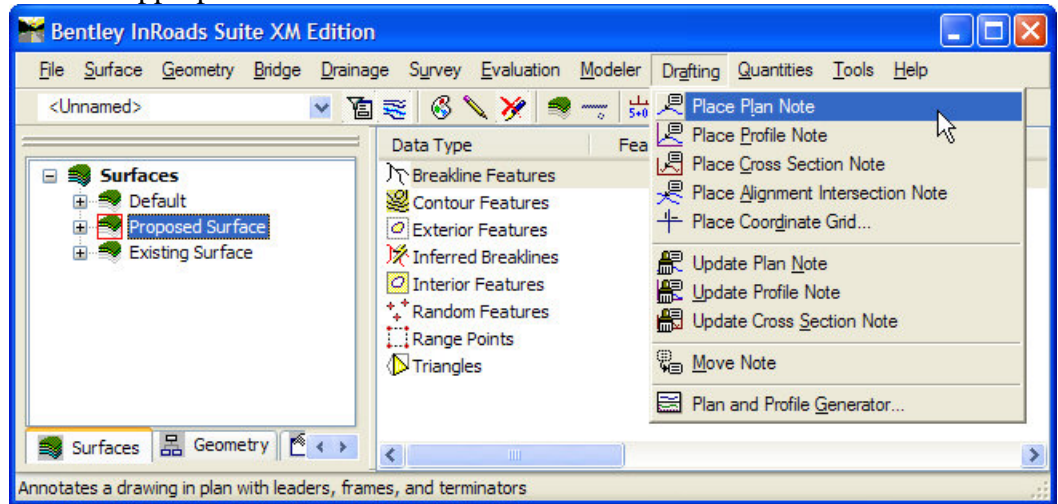 Bentley InRoads Suite XM Edition
File Surface Geometry Bridge Drainage Survey Evaluation Modeler Drafting Quantities Tools Help
<Unnamed>
5+0
Surfaces
Default
Proposed Surface
Existing Surface
Surfaces Geometry
Data Type Fea
Breakline Features
Contour Features
Exterior Features
Inferred Breaklines
Interior Features
Random Features
Range Points
Triangles
Place Plan Note
Place Profile Note
Place Cross Section Note
Place Alignment Intersection Note
Place Coordinate Grid...
Update Plan Note
Update Profile Note
Update Cross Section Note
Move Note
Plan and Profile Generator...
Annotates a drawing in plan with leaders, frames, and terminators